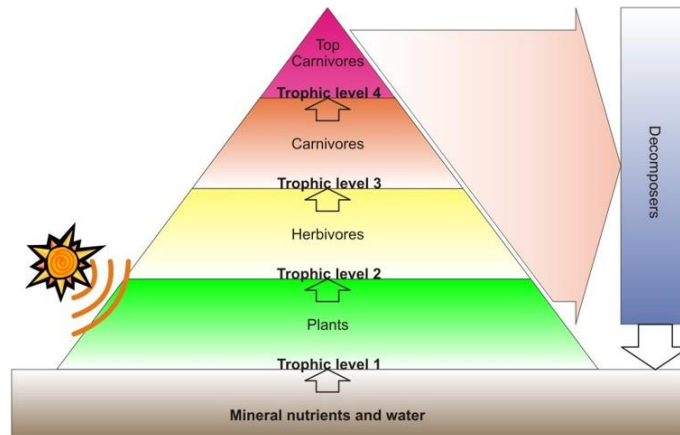 Top
Carnivores
Trophic level 4
Carnivores
Trophic level 3
Herbivores
Trophic level 2
Plants
Trophic level 1
Mineral nutrients and water
Decomposers